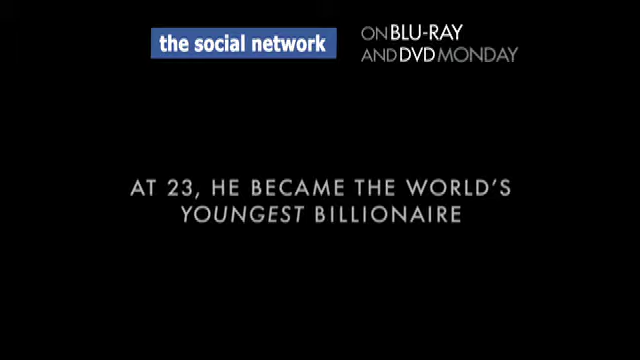 the social network
ON BLU-RAY
AND DVD MONDAY
AT 23, HE BECAME THE WORLD'S
YOUNGEST BILLIONAIRE